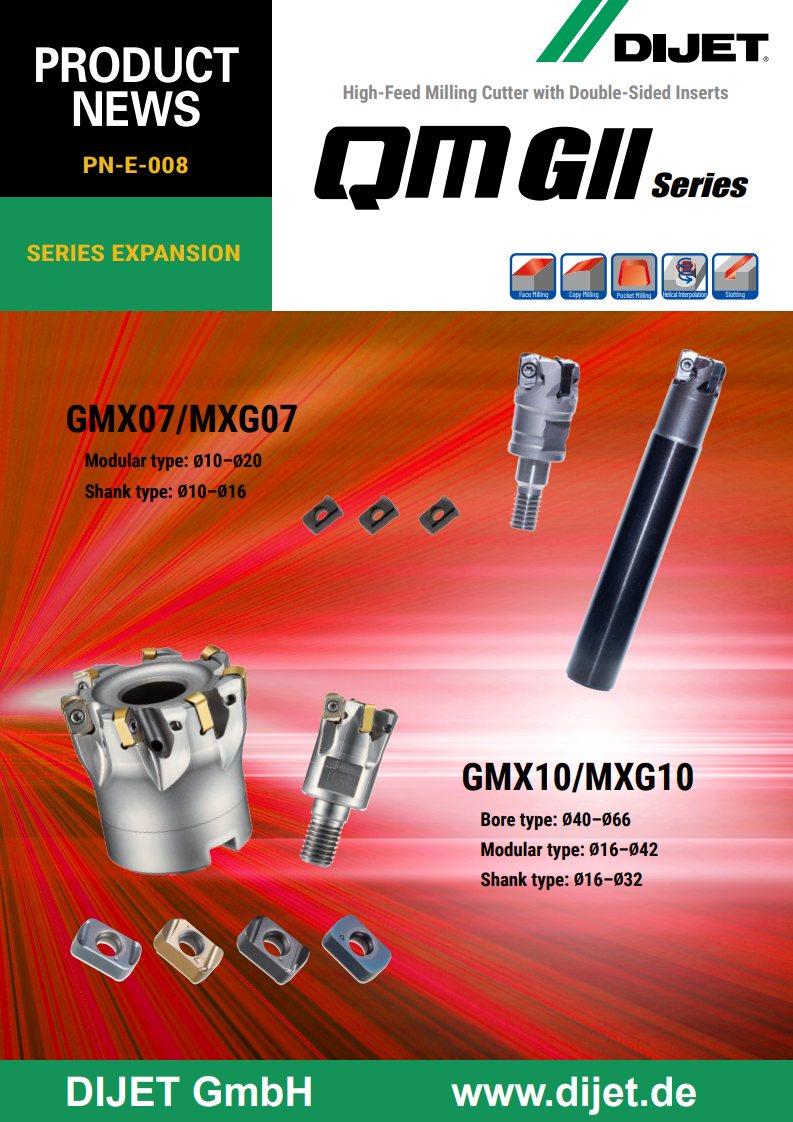 PRODUCT
NEWS
PN-E-008
SERIES EXPANSION
DIJET®
High-Feed Milling Cutter with Double-Sided Inserts
QM GII Series
Face Milling
Copy Milling
Pocket Milling
Helical Interpolation
Slotting
GMX07/MXG07
Modular type: Ø10–Ø20
Shank type: Ø10–Ø16
GMX10/MXG10
Bore type: Ø40–Ø66
Modular type: Ø16–Ø42
Shank type: Ø16–Ø32
DIJET GmbH
www.dijet.de